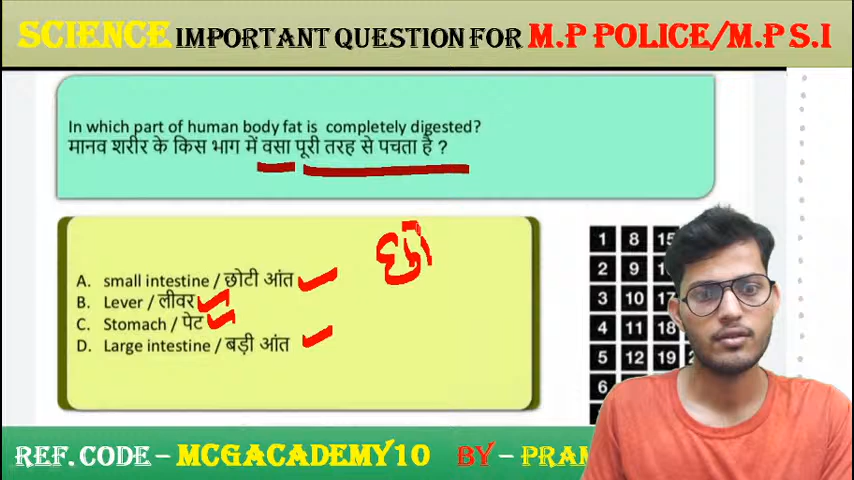 SCIENCE IMPORTANT QUESTION FOR M.P POLICE/M.P S.I
In which part of human body fat is completely digested?
मानव शरीर के किस भाग में वसा पूरी तरह से पचता है ?
छो
A. small intestine / छोटी आंत
B. Lever / लीवर
C. Stomach / पेट
D. Large intestine / बड़ी आंत
1 8 15
2 9
3 10 17
4 11 18
5 12 19
6
REF. CODE – MCGACADEMY10 BY – PRAM